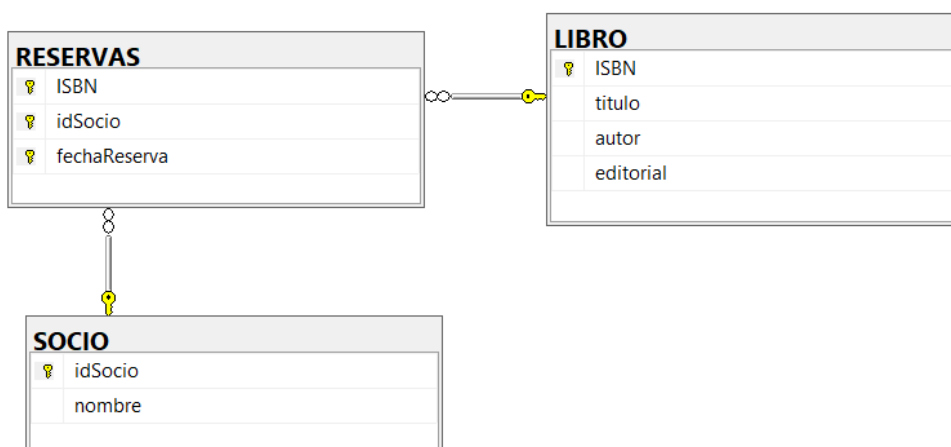 RESERVAS
ISBN
idSocio
fechaReserva
LIBRO
ISBN
titulo
autor
editorial
SOCIO
idSocio
nombre